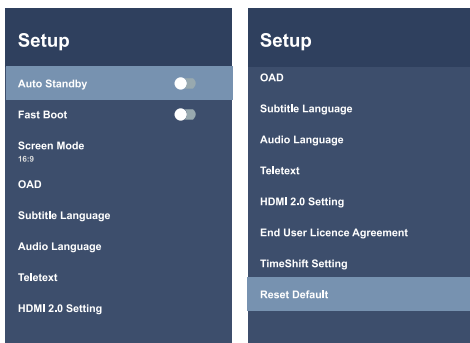 Setup
Auto Standby
Fast Boot
Screen Mode
16:9
OAD
Subtitle Language
Audio Language
Teletext
HDMI 2.0 Setting
Setup
OAD
Subtitle Language
Audio Language
Teletext
HDMI 2.0 Setting
End User Licence Agreement
TimeShift Setting
Reset Default